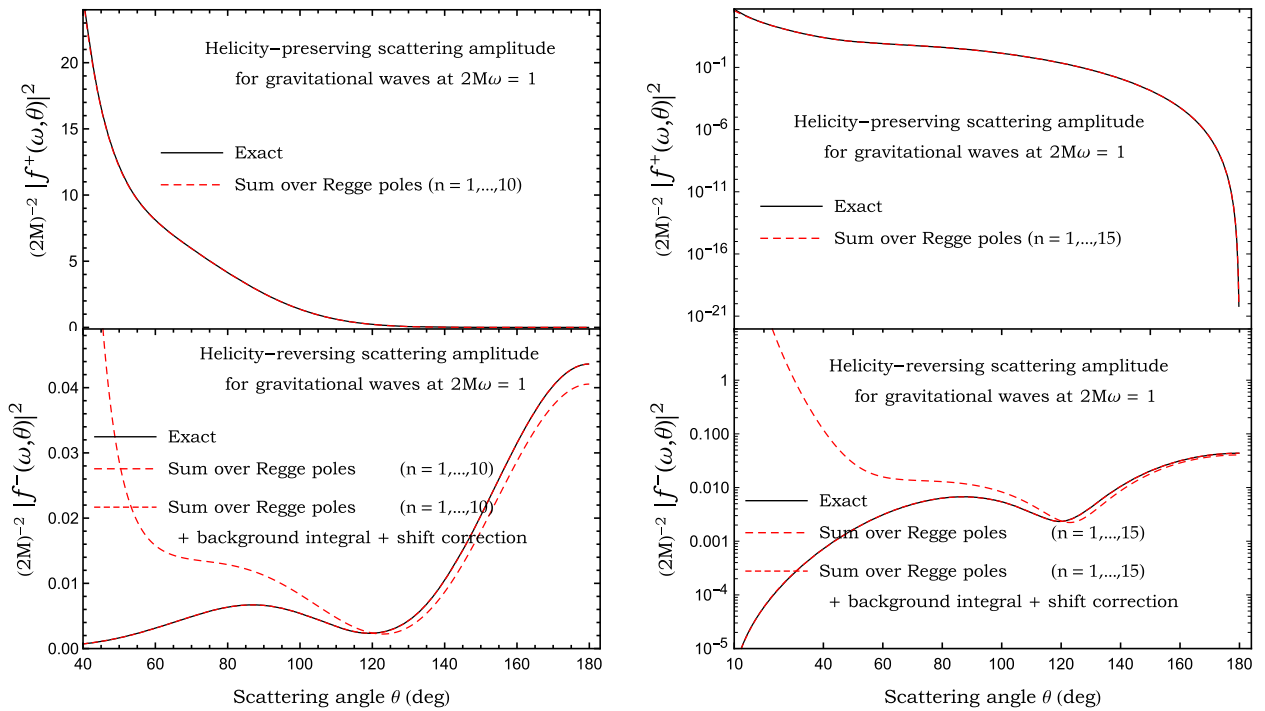 Helicity−preserving scattering amplitude
for gravitational waves at 2Mω = 1
Exact
Sum over Regge poles (n = 1,...,10)
(2M)⁻² |f⁺(ω,θ)|²
20
15
10
5
0
Helicity−reversing scattering amplitude
for gravitational waves at 2Mω = 1
Exact
Sum over Regge poles (n = 1,...,10)
Sum over Regge poles (n = 1,...,10)
+ background integral + shift correction
(2M)⁻² |f⁻(ω,θ)|²
0.04
0.03
0.02
0.01
0.00
40 60 80 100 120 140 160 180
Scattering angle θ (deg)
Helicity−preserving scattering amplitude
for gravitational waves at 2Mω = 1
Exact
Sum over Regge poles (n = 1,...,15)
(2M)⁻² |f⁺(ω,θ)|²
10⁻¹
10⁻⁶
10⁻¹¹
10⁻¹⁶
10⁻²¹
Helicity−reversing scattering amplitude
for gravitational waves at 2Mω = 1
Exact
Sum over Regge poles (n = 1,...,15)
Sum over Regge poles (n = 1,...,15)
+ background integral + shift correction
(2M)⁻² |f⁻(ω,θ)|²
1
0.100
0.010
0.001
10⁻⁴
10⁻⁵
10 40 60 80 100 120 140 160 180
Scattering angle θ (deg)